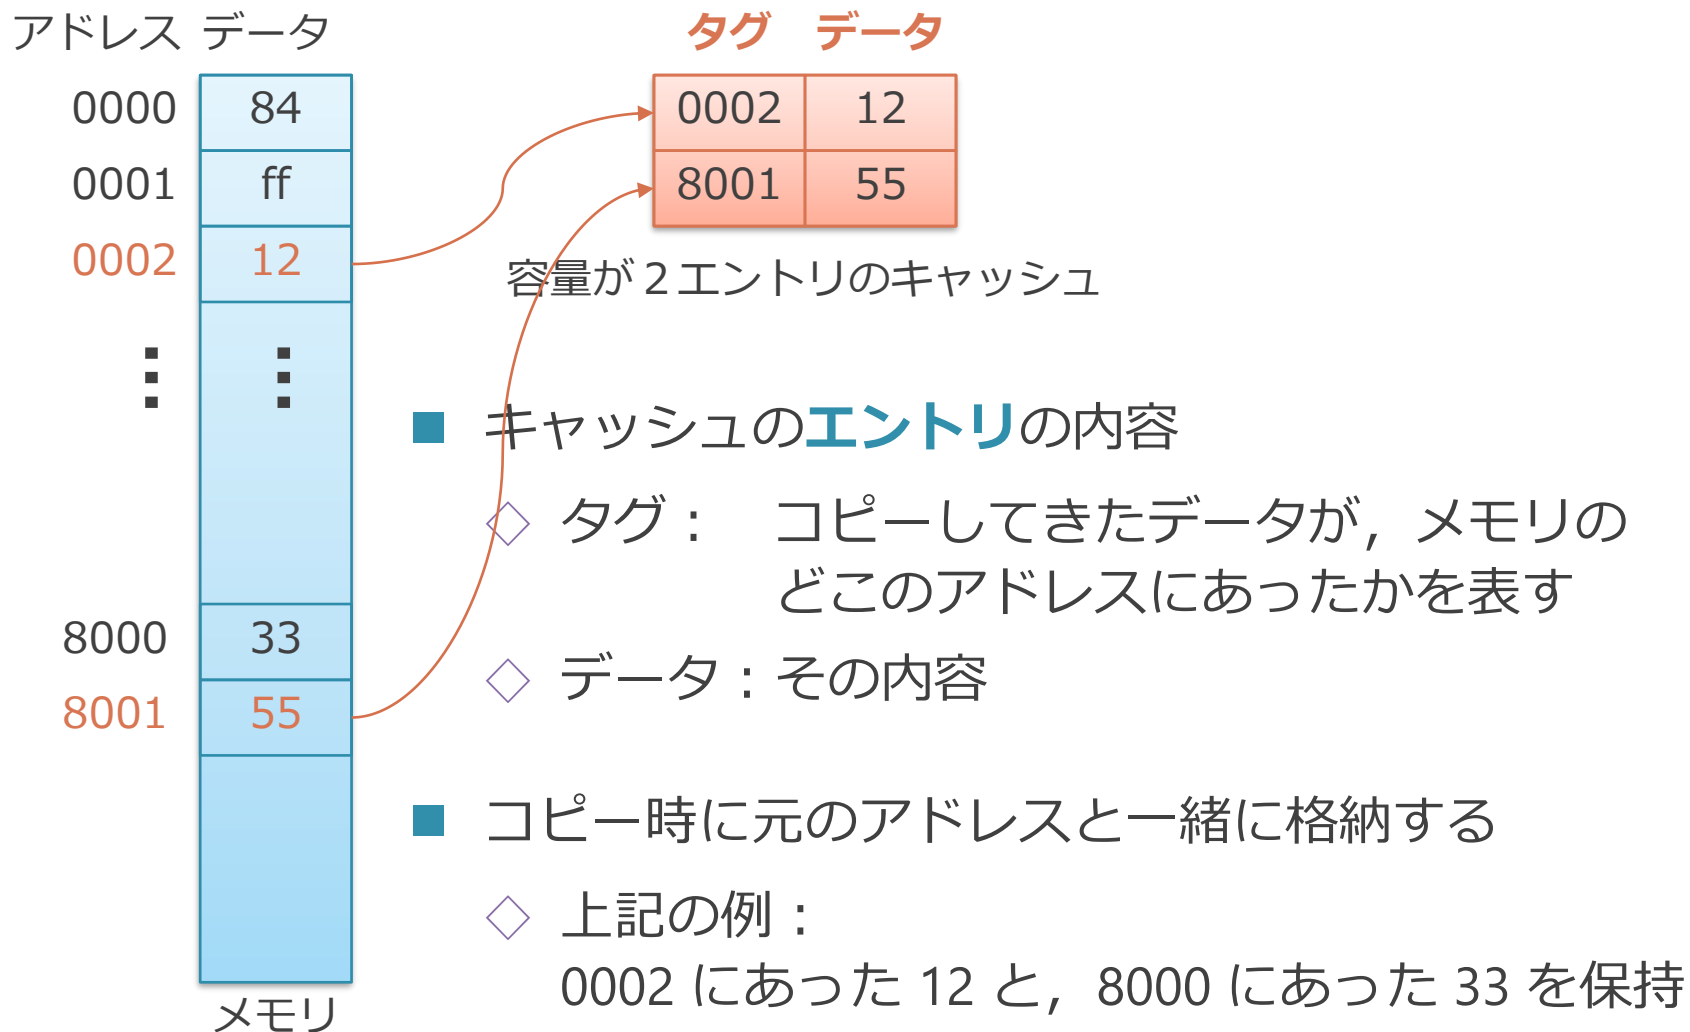 アドレス データ
0000 84
0001 ff
0002 12
8000 33
8001 55
メモリ
タグ データ
0002 12
8001 55
容量が２エントリのキャッシュ
キャッシュのエントリの内容
タグ： コピーしてきたデータが，メモリの
どこのアドレスにあったかを表す
データ：その内容
コピー時に元のアドレスと一緒に格納する
上記の例：
0002 にあった 12 と，8000 にあった 33 を保持